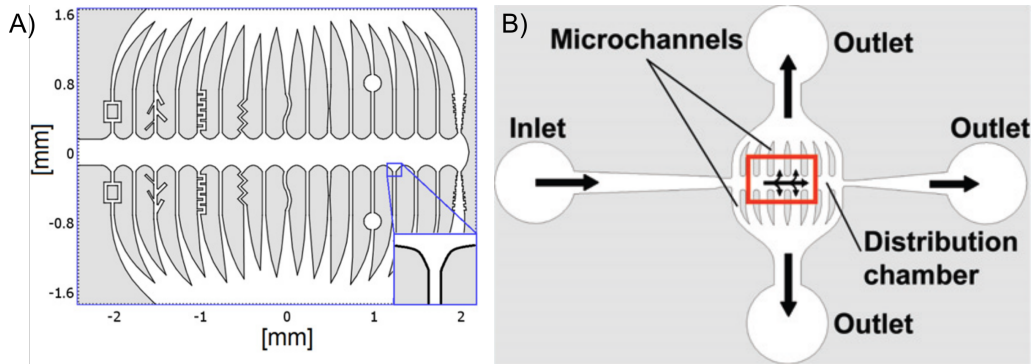 A)
1.6
0.8
0
-0.8
-1.6
[mm]
-2
-1
0
1
2
[mm]
B)
Microchannels
Outlet
Inlet
Outlet
Distribution
chamber
Outlet